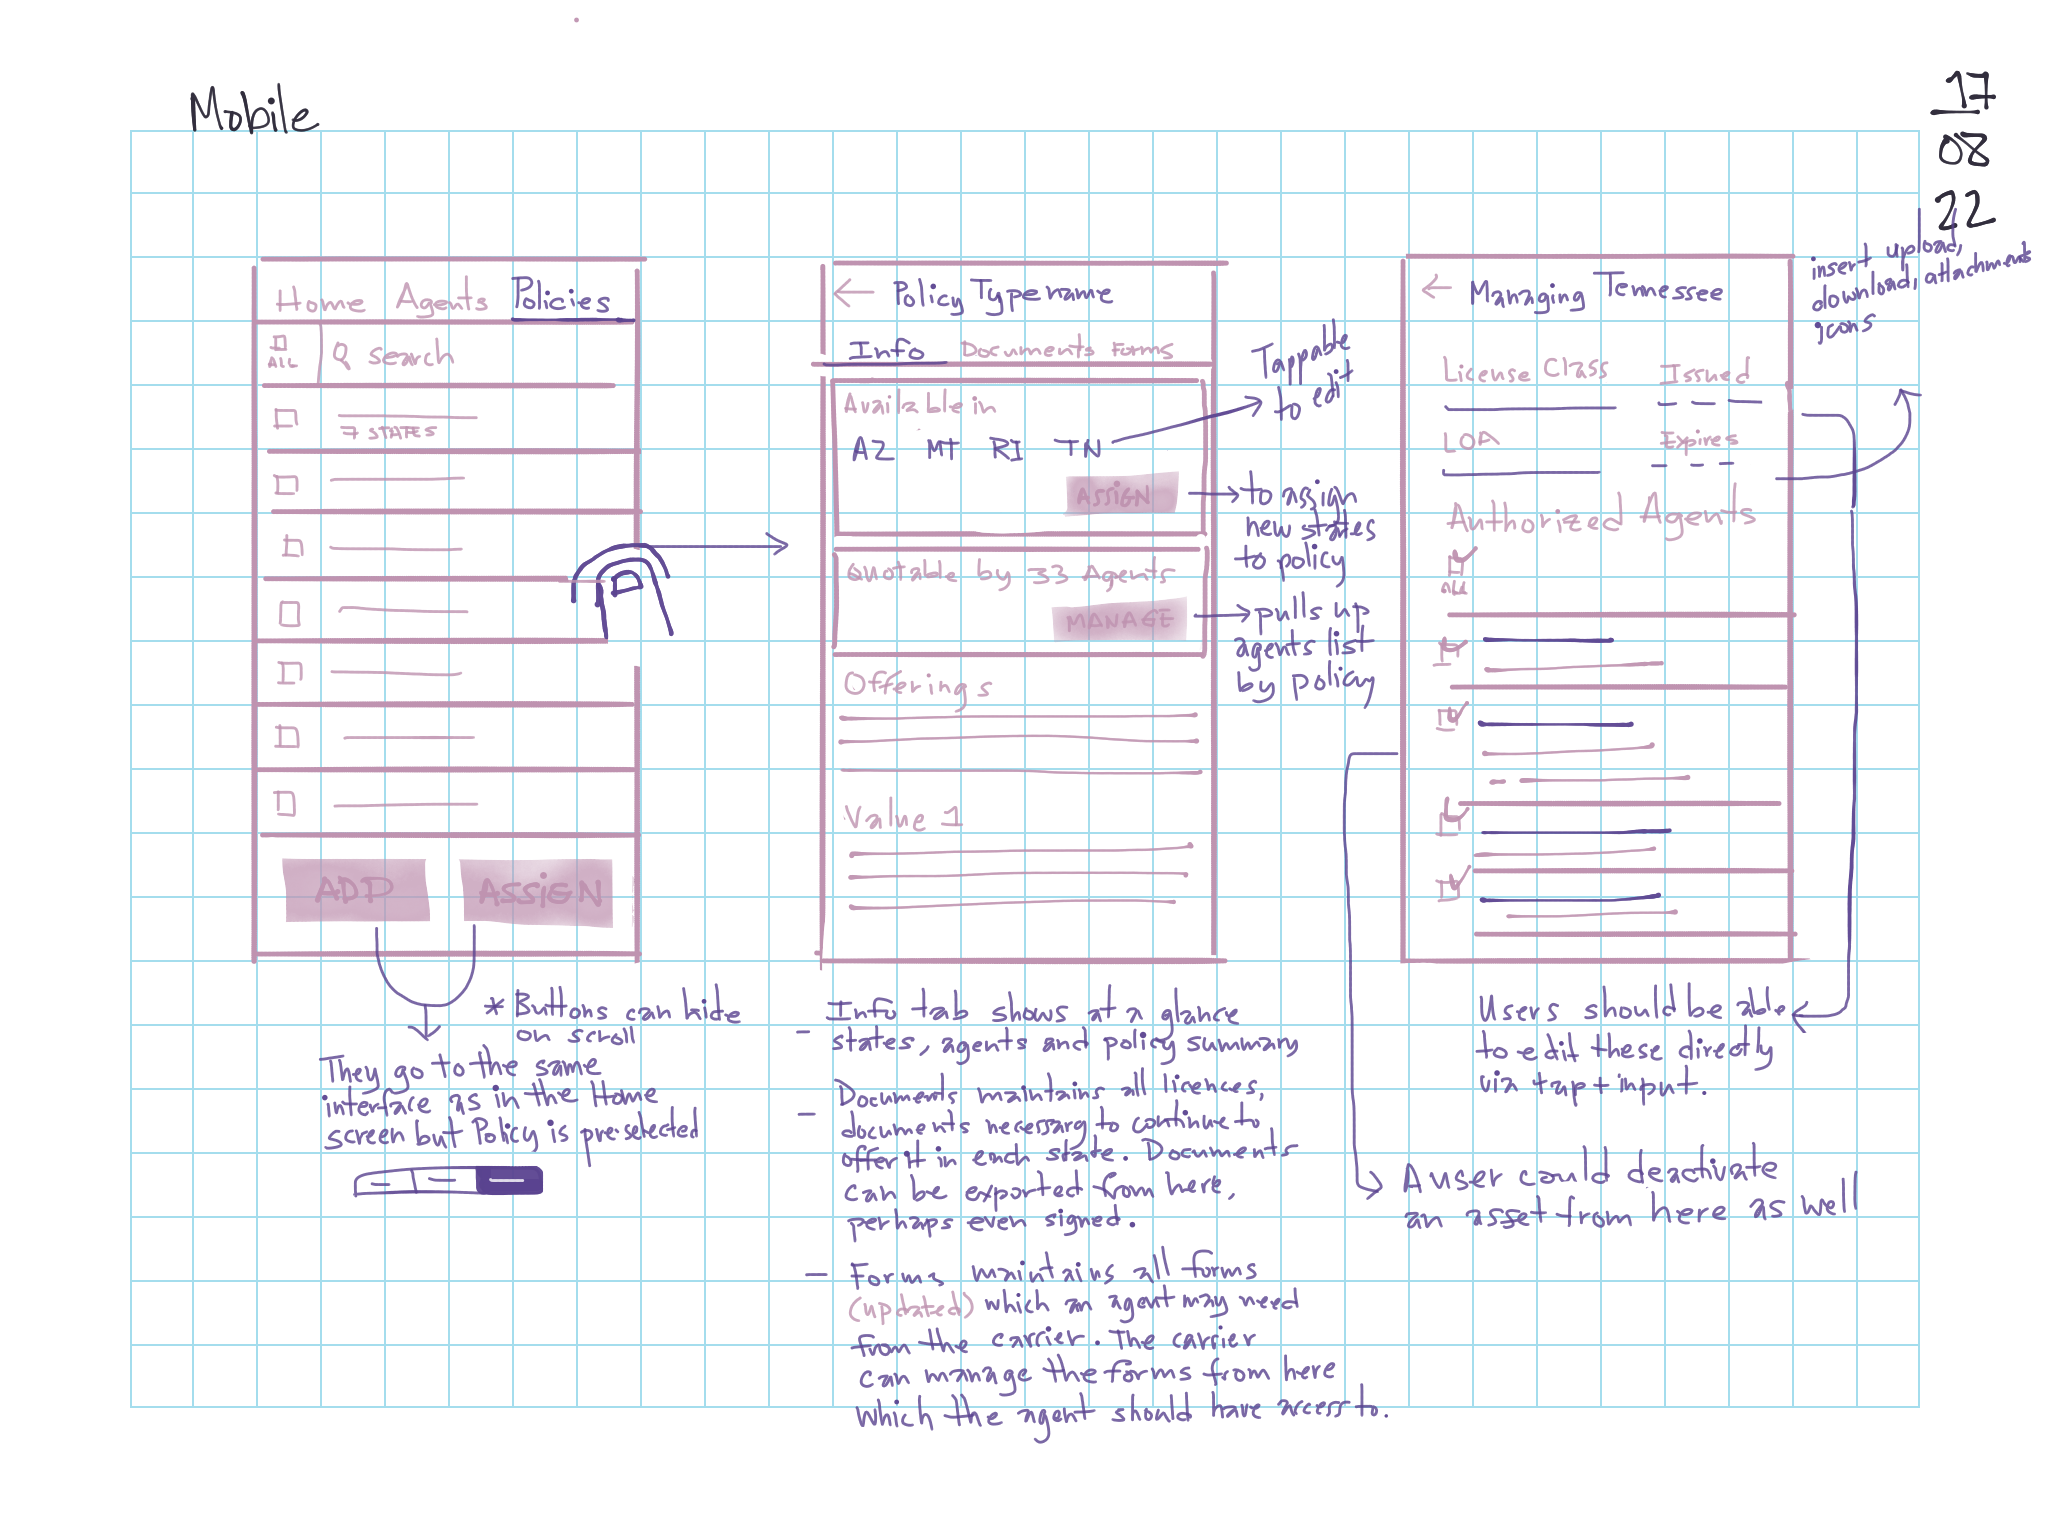 Mobile
17
08
22
Home Agents Policies
ALL
Search
7 STATES
ADD ASSIGN
* Buttons can hide
on scroll
They go to the same
interface as in the Home
screen but Policy is preselected
← Policy Typename
Info Documents Forms
Available in
AZ MT RI TN
ASSIGN
Quotable by 33 Agents
MANAGE
Offerings
Value 1
Tappable
to edit
to assign
new states
to policy
pulls up
agents list
by policy
- Info tab shows at a glance
states, agents and policy summary
- Documents maintains all licences,
documents necessary to continue to
offer it in each state. Documents
can be exported from here,
perhaps even signed.
- Forms maintains all forms
(updated) which an agent may need
from the carrier. The carrier
can manage the forms from here
which the agent should have access to.
← Managing Tennessee
License Class Issued
LOA Expires
Authorized Agents
ALL
insert upload,
download, attachment
icons
Users should be able
to edit these directly
via tap + input.
A user could deactivate
an asset from here as well